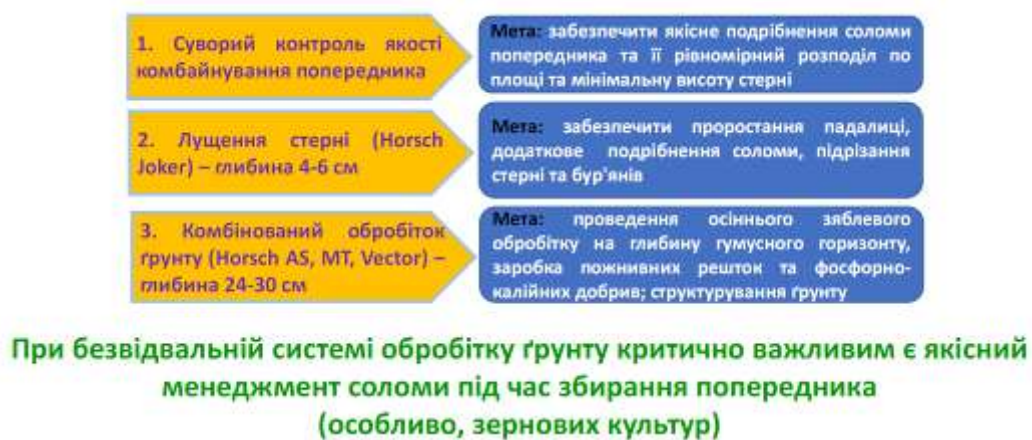 1. Суворий контроль якості
комбайнування попередника
Мета: забезпечити якісне подрібнення соломи
попередника та її рівномірний розподіл по
площі та мінімальну висоту стерні
2. Лущення стерні (Horsch
Joker) – глибина 4-6 см
Мета: забезпечити проростання падалиці,
додаткове подрібнення соломи, підрізання
стерні та бур'янів
3. Комбінований обробіток
ґрунту (Horsch AS, MT, Vector) –
глибина 24-30 см
Мета: проведення осіннього зяблевого
обробітку на глибину гумусного горизонту,
заробка пожнивних решток та фосфорно-
калійних добрив; структурування ґрунту
При безвідвальній системі обробітку ґрунту критично важливим є якісний
менеджмент соломи під час збирання попередника
(особливо, зернових культур)